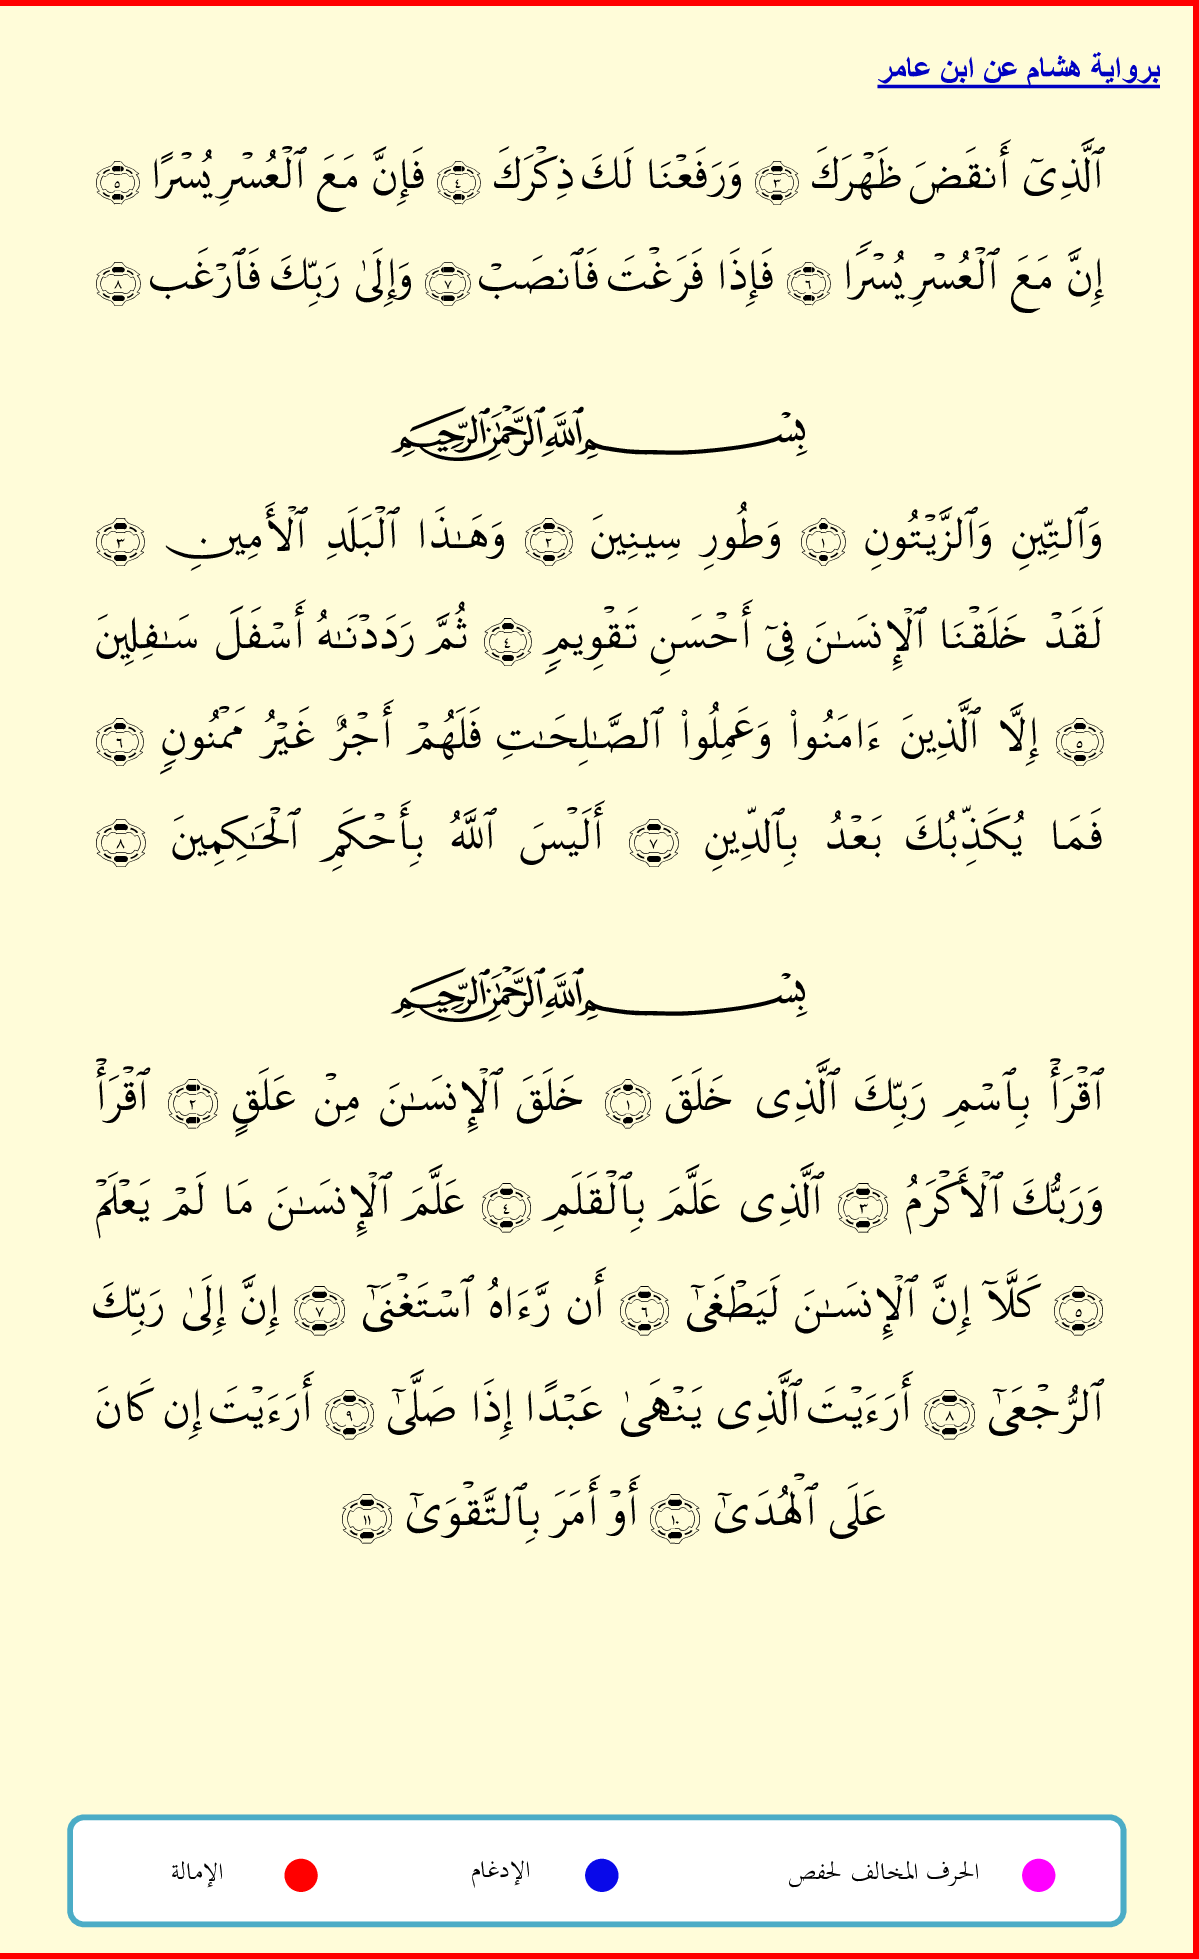 برواية هشام عن ابن عامر
ٱلَّذِىٓ أَنقَضَ ظَهْرَكَ ٣ وَرَفَعْنَا لَكَ ذِكْرَكَ ٤ فَإِنَّ مَعَ ٱلْعُسْرِ يُسْرًا ٥
إِنَّ مَعَ ٱلْعُسْرِ يُسْرًا ٦ فَإِذَا فَرَغْتَ فَٱنصَبْ ٧ وَإِلَىٰ رَبِّكَ فَٱرْغَب ٨
بِسْمِ ٱللَّهِ ٱلرَّحْمَٰنِ ٱلرَّحِيمِ
وَٱلتِّينِ وَٱلزَّيْتُونِ ١ وَطُورِ سِينِينَ ٢ وَهَـٰذَا ٱلْبَلَدِ ٱلْأَمِينِ ٣
لَقَدْ خَلَقْنَا ٱلْإِنسَـٰنَ فِىٓ أَحْسَنِ تَقْوِيمٍ ٤ ثُمَّ رَدَدْنَـٰهُ أَسْفَلَ سَـٰفِلِينَ
٥ إِلَّا ٱلَّذِينَ ءَامَنُوا۟ وَعَمِلُوا۟ ٱلصَّـٰلِحَـٰتِ فَلَهُمْ أَجْرٌ غَيْرُ مَمْنُونٍ ٦
فَمَا يُكَذِّبُكَ بَعْدُ بِٱلدِّينِ ٧ أَلَيْسَ ٱللَّهُ بِأَحْكَمِ ٱلْحَـٰكِمِينَ ٨
بِسْمِ ٱللَّهِ ٱلرَّحْمَٰنِ ٱلرَّحِيمِ
ٱقْرَأْ بِٱسْمِ رَبِّكَ ٱلَّذِى خَلَقَ ١ خَلَقَ ٱلْإِنسَـٰنَ مِنْ عَلَقٍ ٢ ٱقْرَأْ
وَرَبُّكَ ٱلْأَكْرَمُ ٣ ٱلَّذِى عَلَّمَ بِٱلْقَلَمِ ٤ عَلَّمَ ٱلْإِنسَـٰنَ مَا لَمْ يَعْلَمْ
٥ كَلَّآ إِنَّ ٱلْإِنسَـٰنَ لَيَطْغَىٰٓ ٦ أَن رَّءَاهُ ٱسْتَغْنَىٰٓ ٧ إِنَّ إِلَىٰ رَبِّكَ
ٱلرُّجْعَىٰٓ ٨ أَرَءَيْتَ ٱلَّذِى يَنْهَىٰ عَبْدًا إِذَا صَلَّىٰٓ ٩ أَرَءَيْتَ إِن كَانَ
عَلَى ٱلْهُدَىٰٓ ١٠ أَوْ أَمَرَ بِٱلتَّقْوَىٰٓ ١١
الحرف المخالف لحفص الإدغام الإمالة